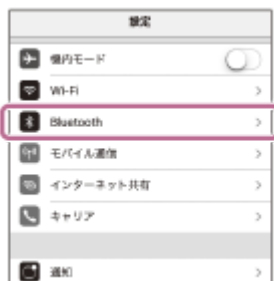 設定
機内モード
Wi-Fi
Bluetooth
モバイル通信
インターネット共有
キャリア
通知